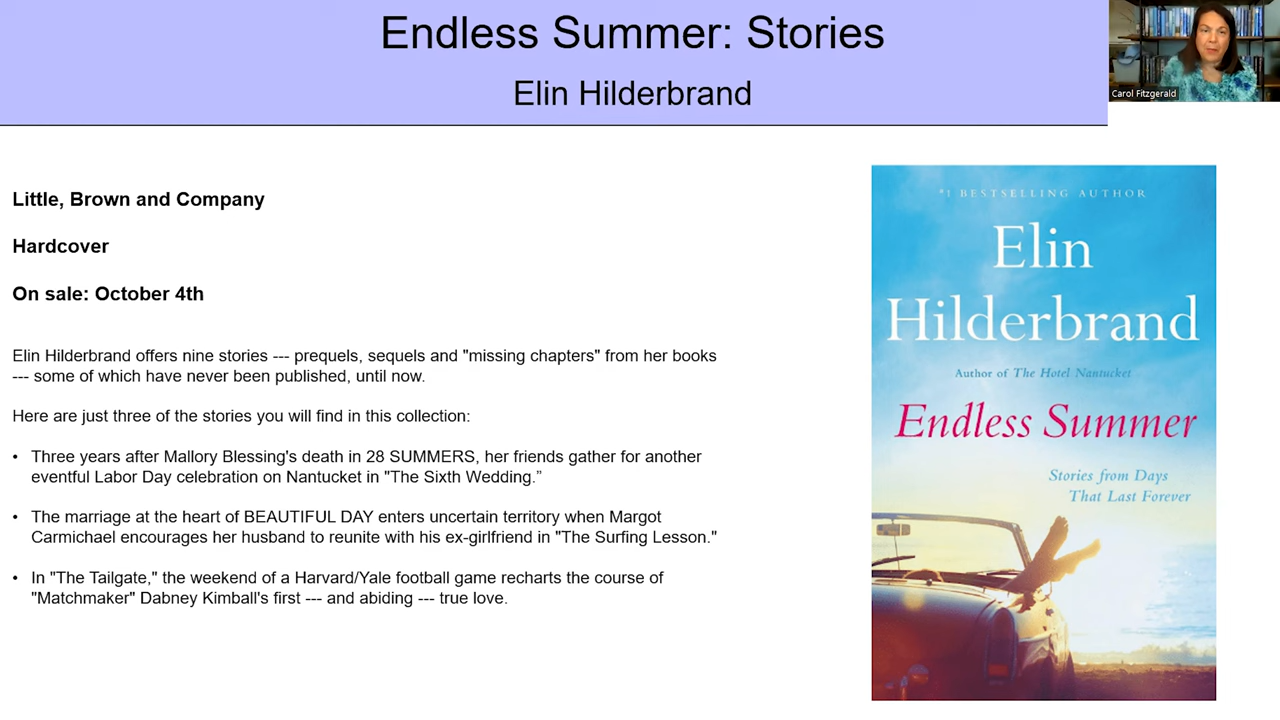 Endless Summer: Stories
Elin Hilderbrand
Carol Fitzgerald
Little, Brown and Company
Hardcover
On sale: October 4th
Elin Hilderbrand offers nine stories --- prequels, sequels and "missing chapters" from her books
--- some of which have never been published, until now.
Here are just three of the stories you will find in this collection:
• Three years after Mallory Blessing's death in 28 SUMMERS, her friends gather for another
eventful Labor Day celebration on Nantucket in "The Sixth Wedding.”
• The marriage at the heart of BEAUTIFUL DAY enters uncertain territory when Margot
Carmichael encourages her husband to reunite with his ex-girlfriend in "The Surfing Lesson."
• In "The Tailgate," the weekend of a Harvard/Yale football game recharts the course of
"Matchmaker" Dabney Kimball's first --- and abiding --- true love.
#1 BESTSELLING AUTHOR
Elin
Hilderbrand
Author of The Hotel Nantucket
Endless Summer
Stories from Days
That Last Forever